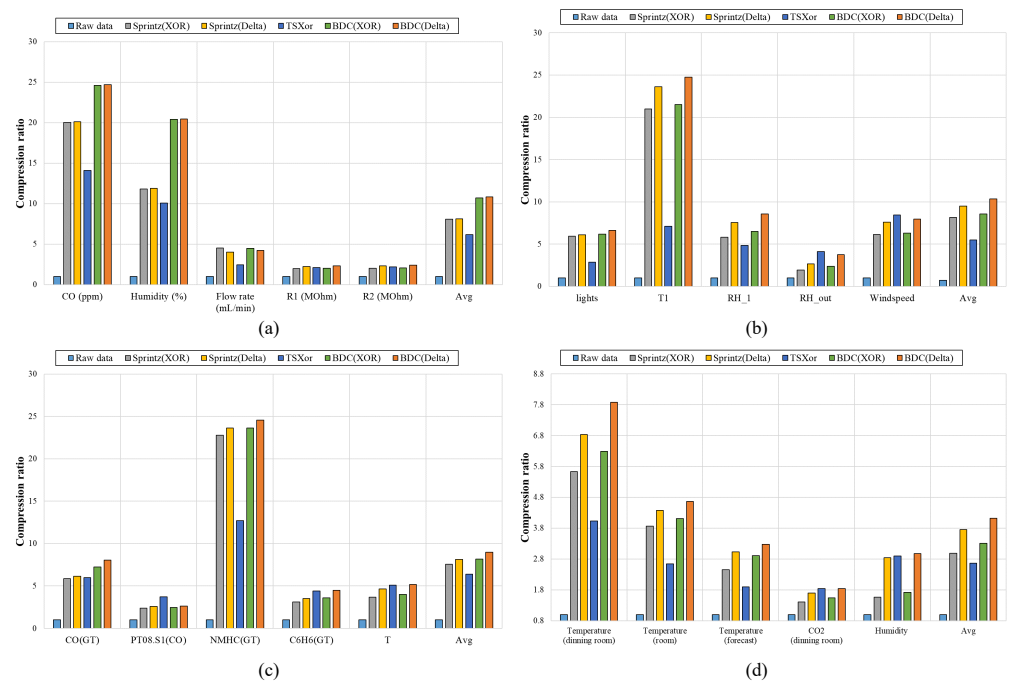 Raw data Sprintz(XOR) Sprintz(Delta) TSXor BDC(XOR) BDC(Delta)
Compression ratio
30
25
20
15
10
5
0
CO (ppm) Humidity (%) Flow rate (mL/min) R1 (MOhm) R2 (MOhm) Avg
(a)
Raw data Sprintz(XOR) Sprintz(Delta) TSXor BDC(XOR) BDC(Delta)
Compression ratio
30
25
20
15
10
5
0
lights T1 RH_1 RH_out Windspeed Avg
(b)
Raw data Sprintz(XOR) Sprintz(Delta) TSXor BDC(XOR) BDC(Delta)
Compression ratio
30
25
20
15
10
5
0
CO(GT) PT08.S1(CO) NMHC(GT) C6H6(GT) T Avg
(c)
Raw data Sprintz(XOR) Sprintz(Delta) TSXor BDC(XOR) BDC(Delta)
Compression ratio
8.8
7.8
6.8
5.8
4.8
3.8
2.8
1.8
0.8
Temperature (dinning room) Temperature (room) Temperature (forecast) CO2 (dinning room) Humidity Avg
(d)